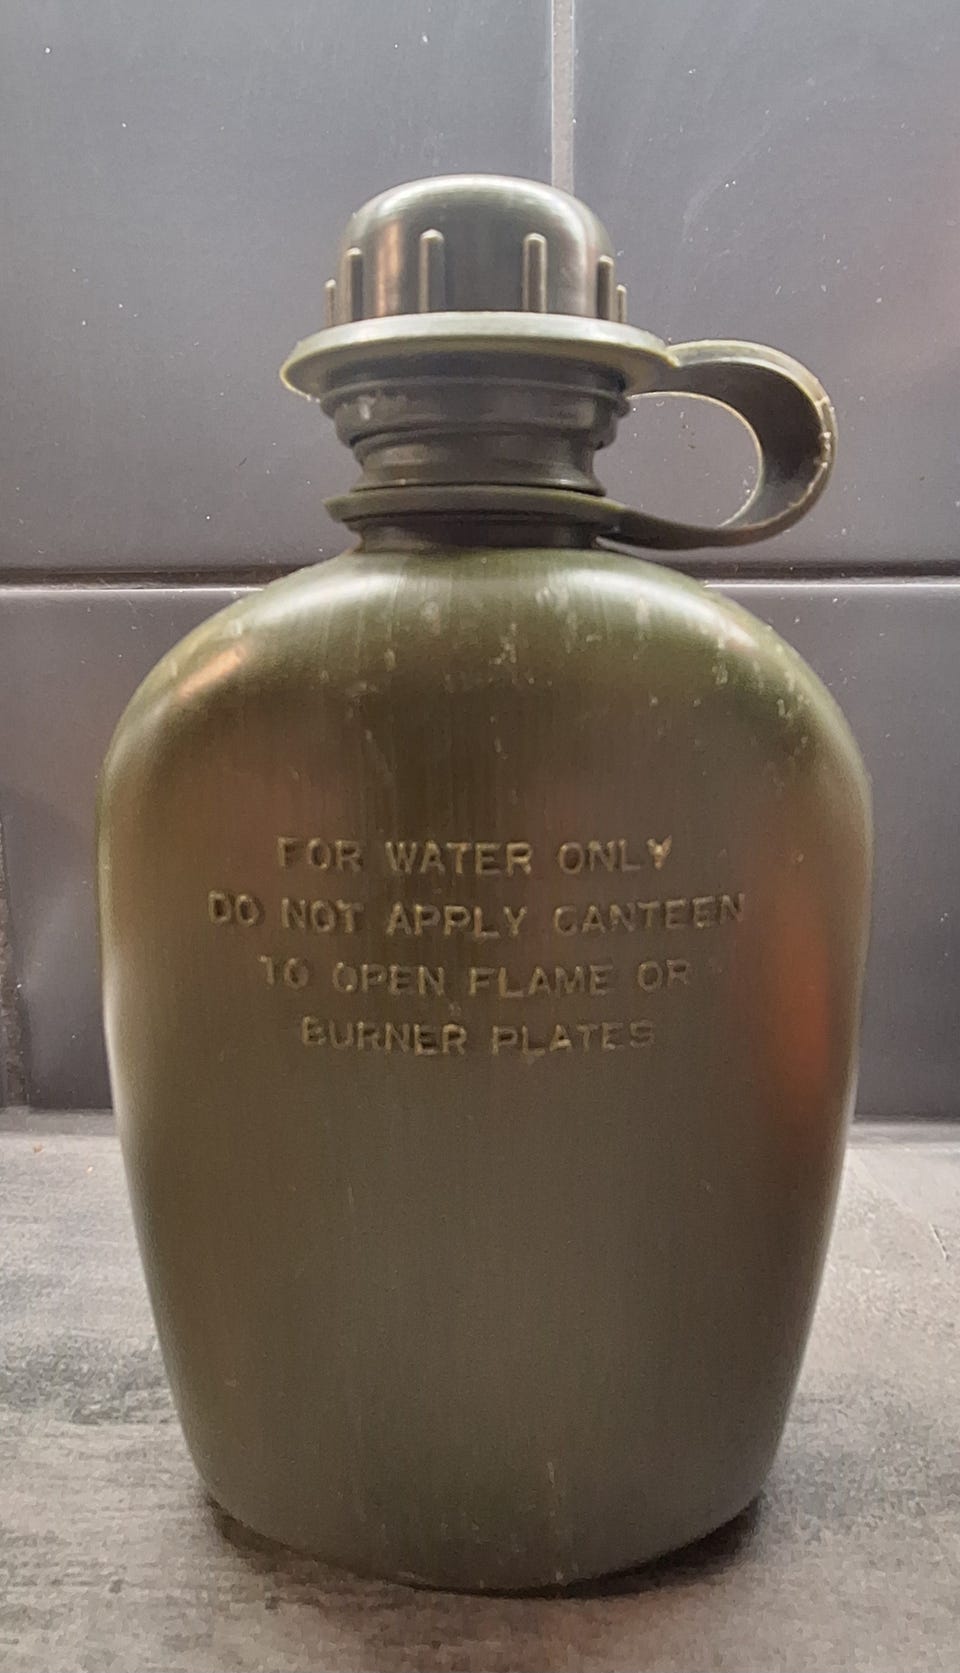 FOR WATER ONLY
DO NOT APPLY CANTEEN
TO OPEN FLAME OR
BURNER PLATES